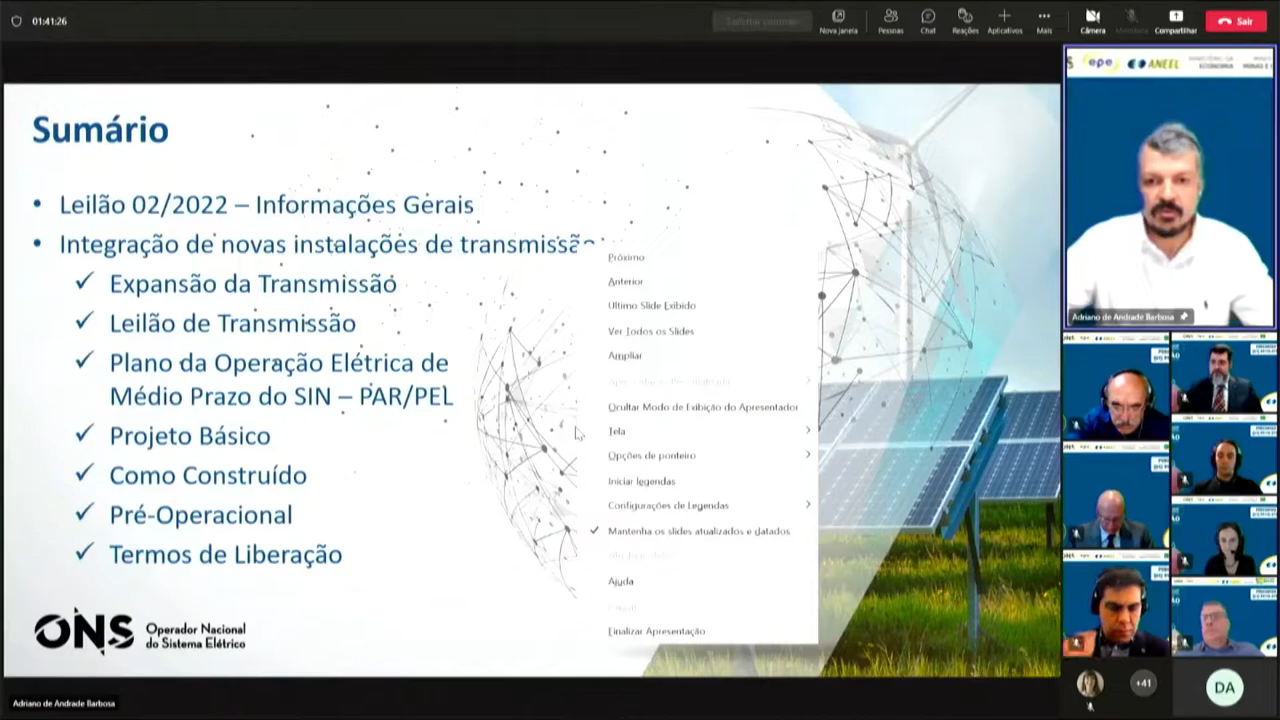 01:41:26
Nova janela
Pessoas
Chat
Reações
Aplicativos
Mais
Câmera
Compartilhar
Sair
Sumário
• Leilão 02/2022 – Informações Gerais
• Integração de novas instalações de
✓ Expansão da Transmissão
✓ Leilão de Transmissão
✓ Plano da Operação Elétrica de
Médio Prazo do SIN – PAR/PEL
✓ Projeto Básico
✓ Como Construído
✓ Pré-Operacional
✓ Termos de Liberação
ONS Operador Nacional
do Sistema Elétrico
Próximo
Anterior
Último Slide Exibido
Ver Todos os Slides
Ampliar
Ocultar Modo de Exibição do Apresentador
Tela
Opções de ponteiro
Iniciar legendas
Configurações de Legendas
✓ Mantenha os slides atualizados e datados
Ajuda
Finalizar Apresentação
epe ANEEL
Adriano de Andrade Barbosa
+41
DA
Adriano de Andrade Barbosa